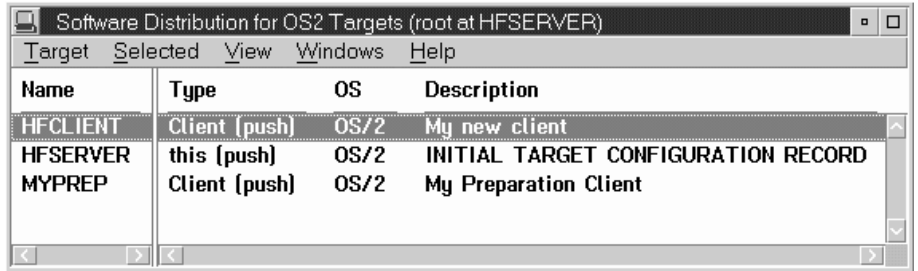 Software Distribution for OS2 Targets (root at HFSERVER)
Target Selected View Windows Help
Name Type OS Description
HFCLIENT Client (push) OS/2 My new client
HFSERVER this (push) OS/2 INITIAL TARGET CONFIGURATION RECORD
MYPREP Client (push) OS/2 My Preparation Client